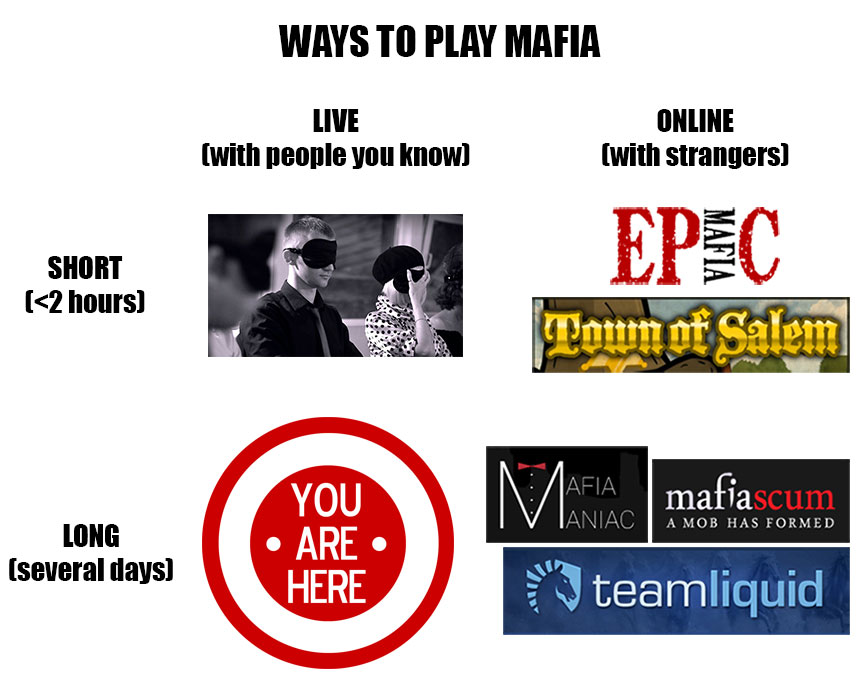 WAYS TO PLAY MAFIA
LIVE
(with people you know)
ONLINE
(with strangers)
SHORT
(<2 hours)
EPIC
MAFIA
Town of Salem
LONG
(several days)
YOU
• ARE •
HERE
MAFIA
MANIAC
mafiascum
A MOB HAS FORMED
teamliquid